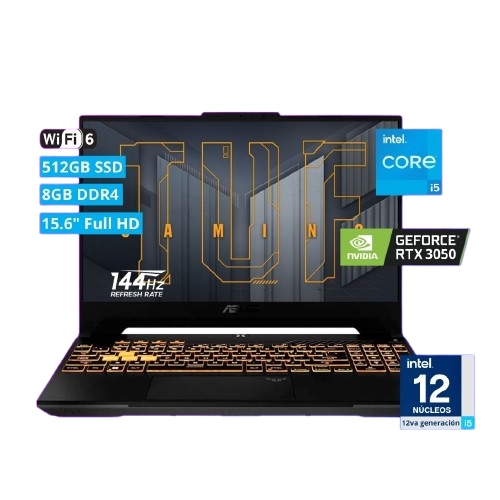 WiFi 6
512GB SSD
8GB DDR4
15.6" Full HD
TUF
GAMING
144Hz
REFRESH RATE
ASUS
intel.
CORE
i5
NVIDIA
GEFORCE
RTX 3050
intel
12
NÚCLEOS
12va generación i5